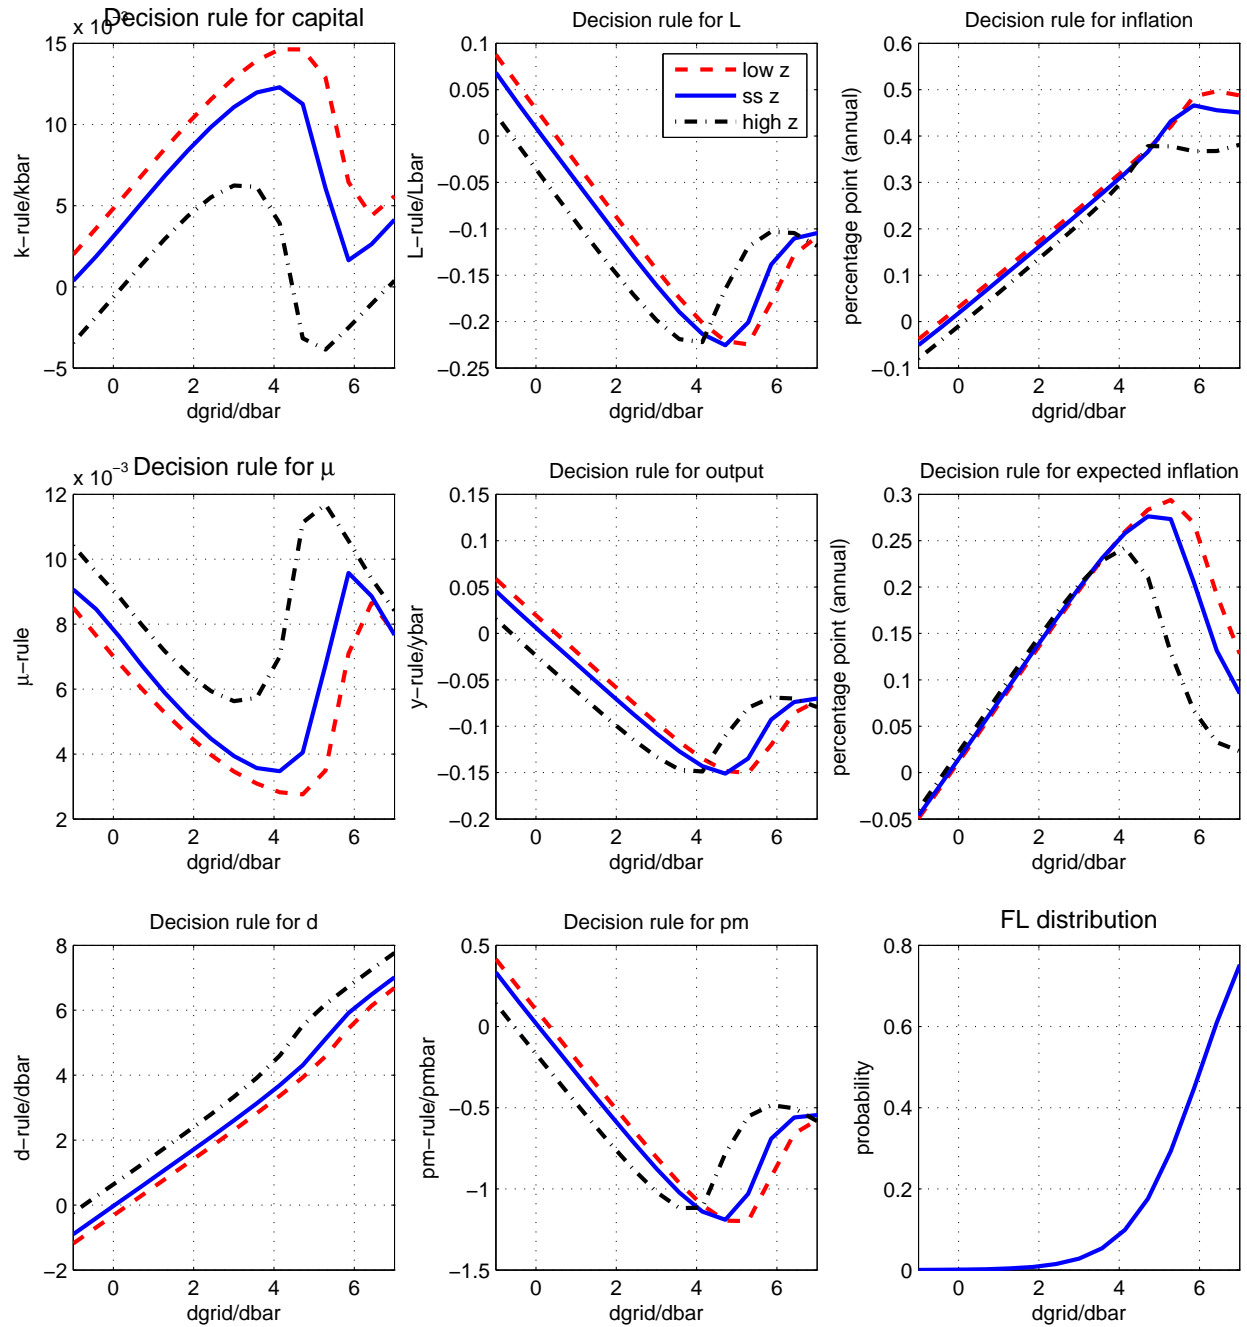 x 10⁻³
Decision rule for capital
k−rule/kbar
15
10
5
0
−5
0 2 4 6
dgrid/dbar
Decision rule for L
L−rule/Lbar
0.1
0.05
0
−0.05
−0.1
−0.15
−0.2
−0.25
low z
ss z
high z
0 2 4 6
dgrid/dbar
Decision rule for inflation
percentage point (annual)
0.6
0.5
0.4
0.3
0.2
0.1
0
−0.1
0 2 4 6
dgrid/dbar
x 10⁻³
Decision rule for μ
μ−rule
12
10
8
6
4
2
0 2 4 6
dgrid/dbar
Decision rule for output
y−rule/ybar
0.15
0.1
0.05
0
−0.05
−0.1
−0.15
−0.2
0 2 4 6
dgrid/dbar
Decision rule for expected inflation
percentage point (annual)
0.3
0.25
0.2
0.15
0.1
0.05
0
−0.05
0 2 4 6
dgrid/dbar
Decision rule for d
d−rule/dbar
8
6
4
2
0
−2
0 2 4 6
dgrid/dbar
Decision rule for pm
pm−rule/pmbar
0.5
0
−0.5
−1
−1.5
0 2 4 6
dgrid/dbar
FL distribution
probability
0.8
0.6
0.4
0.2
0
0 2 4 6
dgrid/dbar